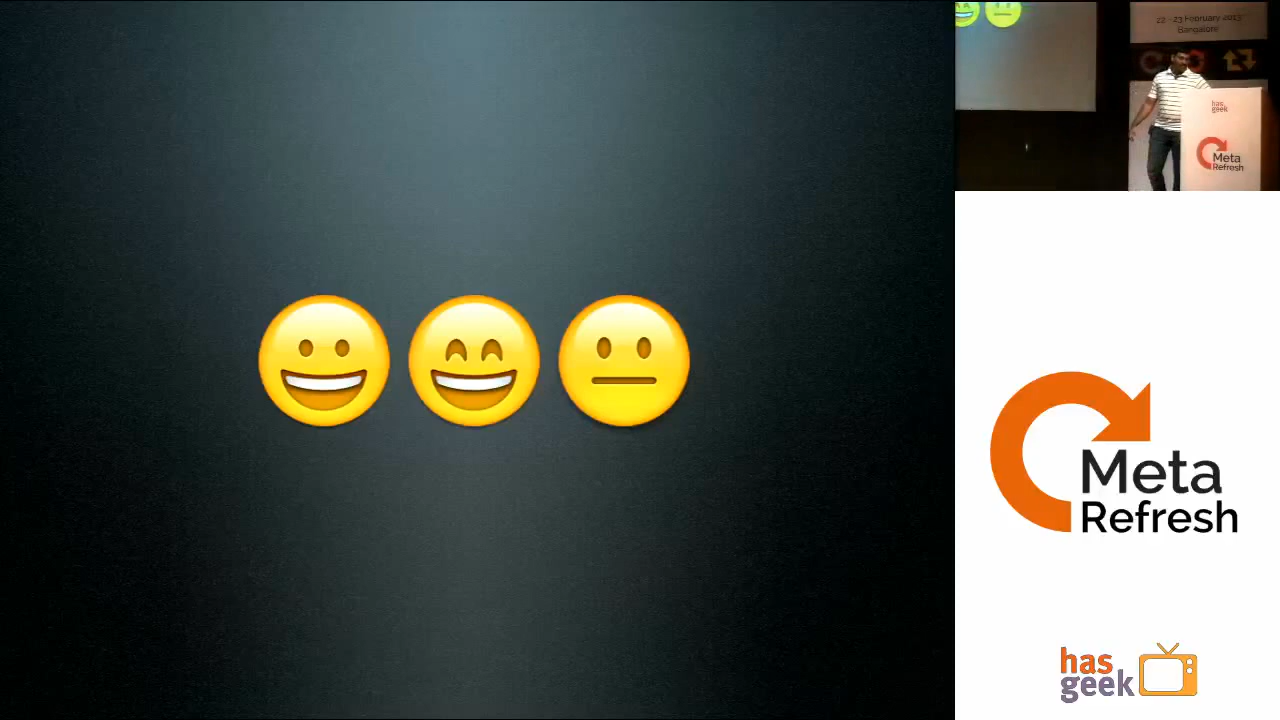 22 - 23 February 2013
Bangalore
has
geek
Meta
Refresh
Meta
Refresh
has
geek